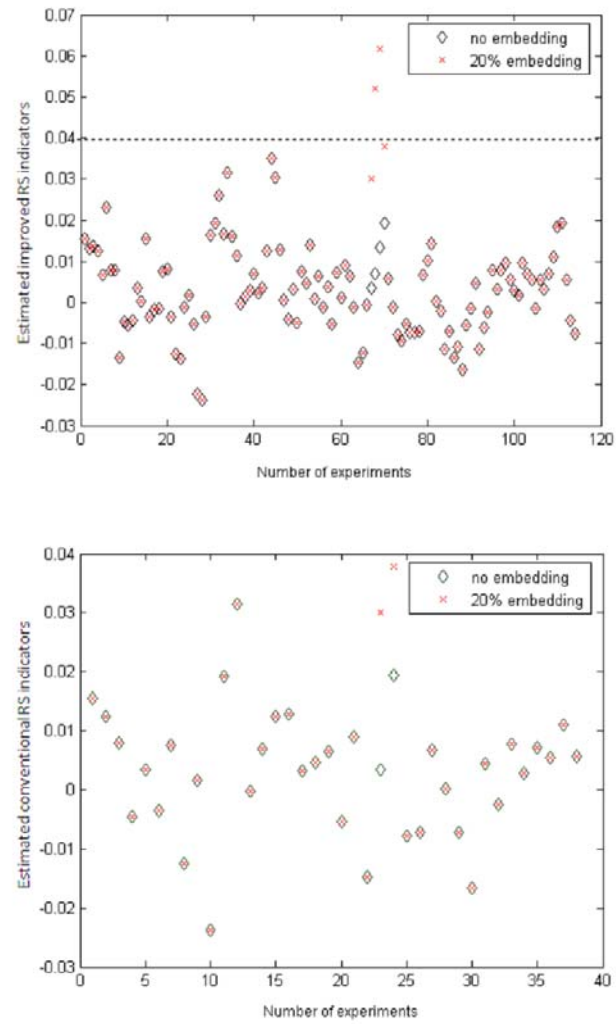 0.07
0.06
0.05
0.04
0.03
0.02
0.01
0
-0.01
-0.02
-0.03
Estimated improved RS indicators
no embedding
20% embedding
0 20 40 60 80 100 120
Number of experiments
0.04
0.03
0.02
0.01
0
-0.01
-0.02
-0.03
Estimated conventional RS indicators
no embedding
20% embedding
0 5 10 15 20 25 30 35 40
Number of experiments